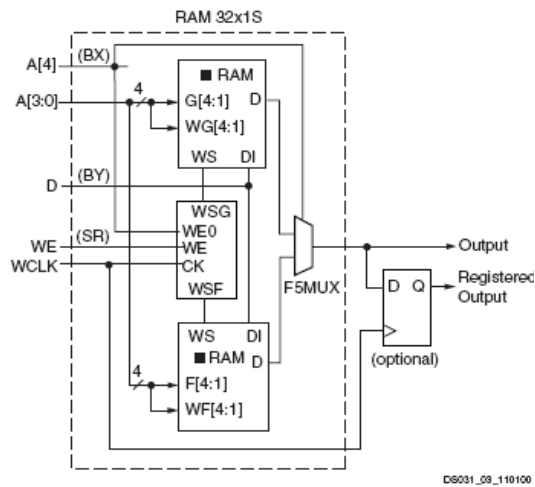 RAM 32x1S
A[4]
(BX)
A[3:0]
4
RAM
G[4:1]
D
WG[4:1]
WS
DI
D
(BY)
WSG
WE0
WE
(SR)
WE
WCLK
CK
WSF
F5MUX
Output
D
Q
Registered
Output
(optional)
WS
DI
RAM
D
4
F[4:1]
WF[4:1]
DS031_03_110100